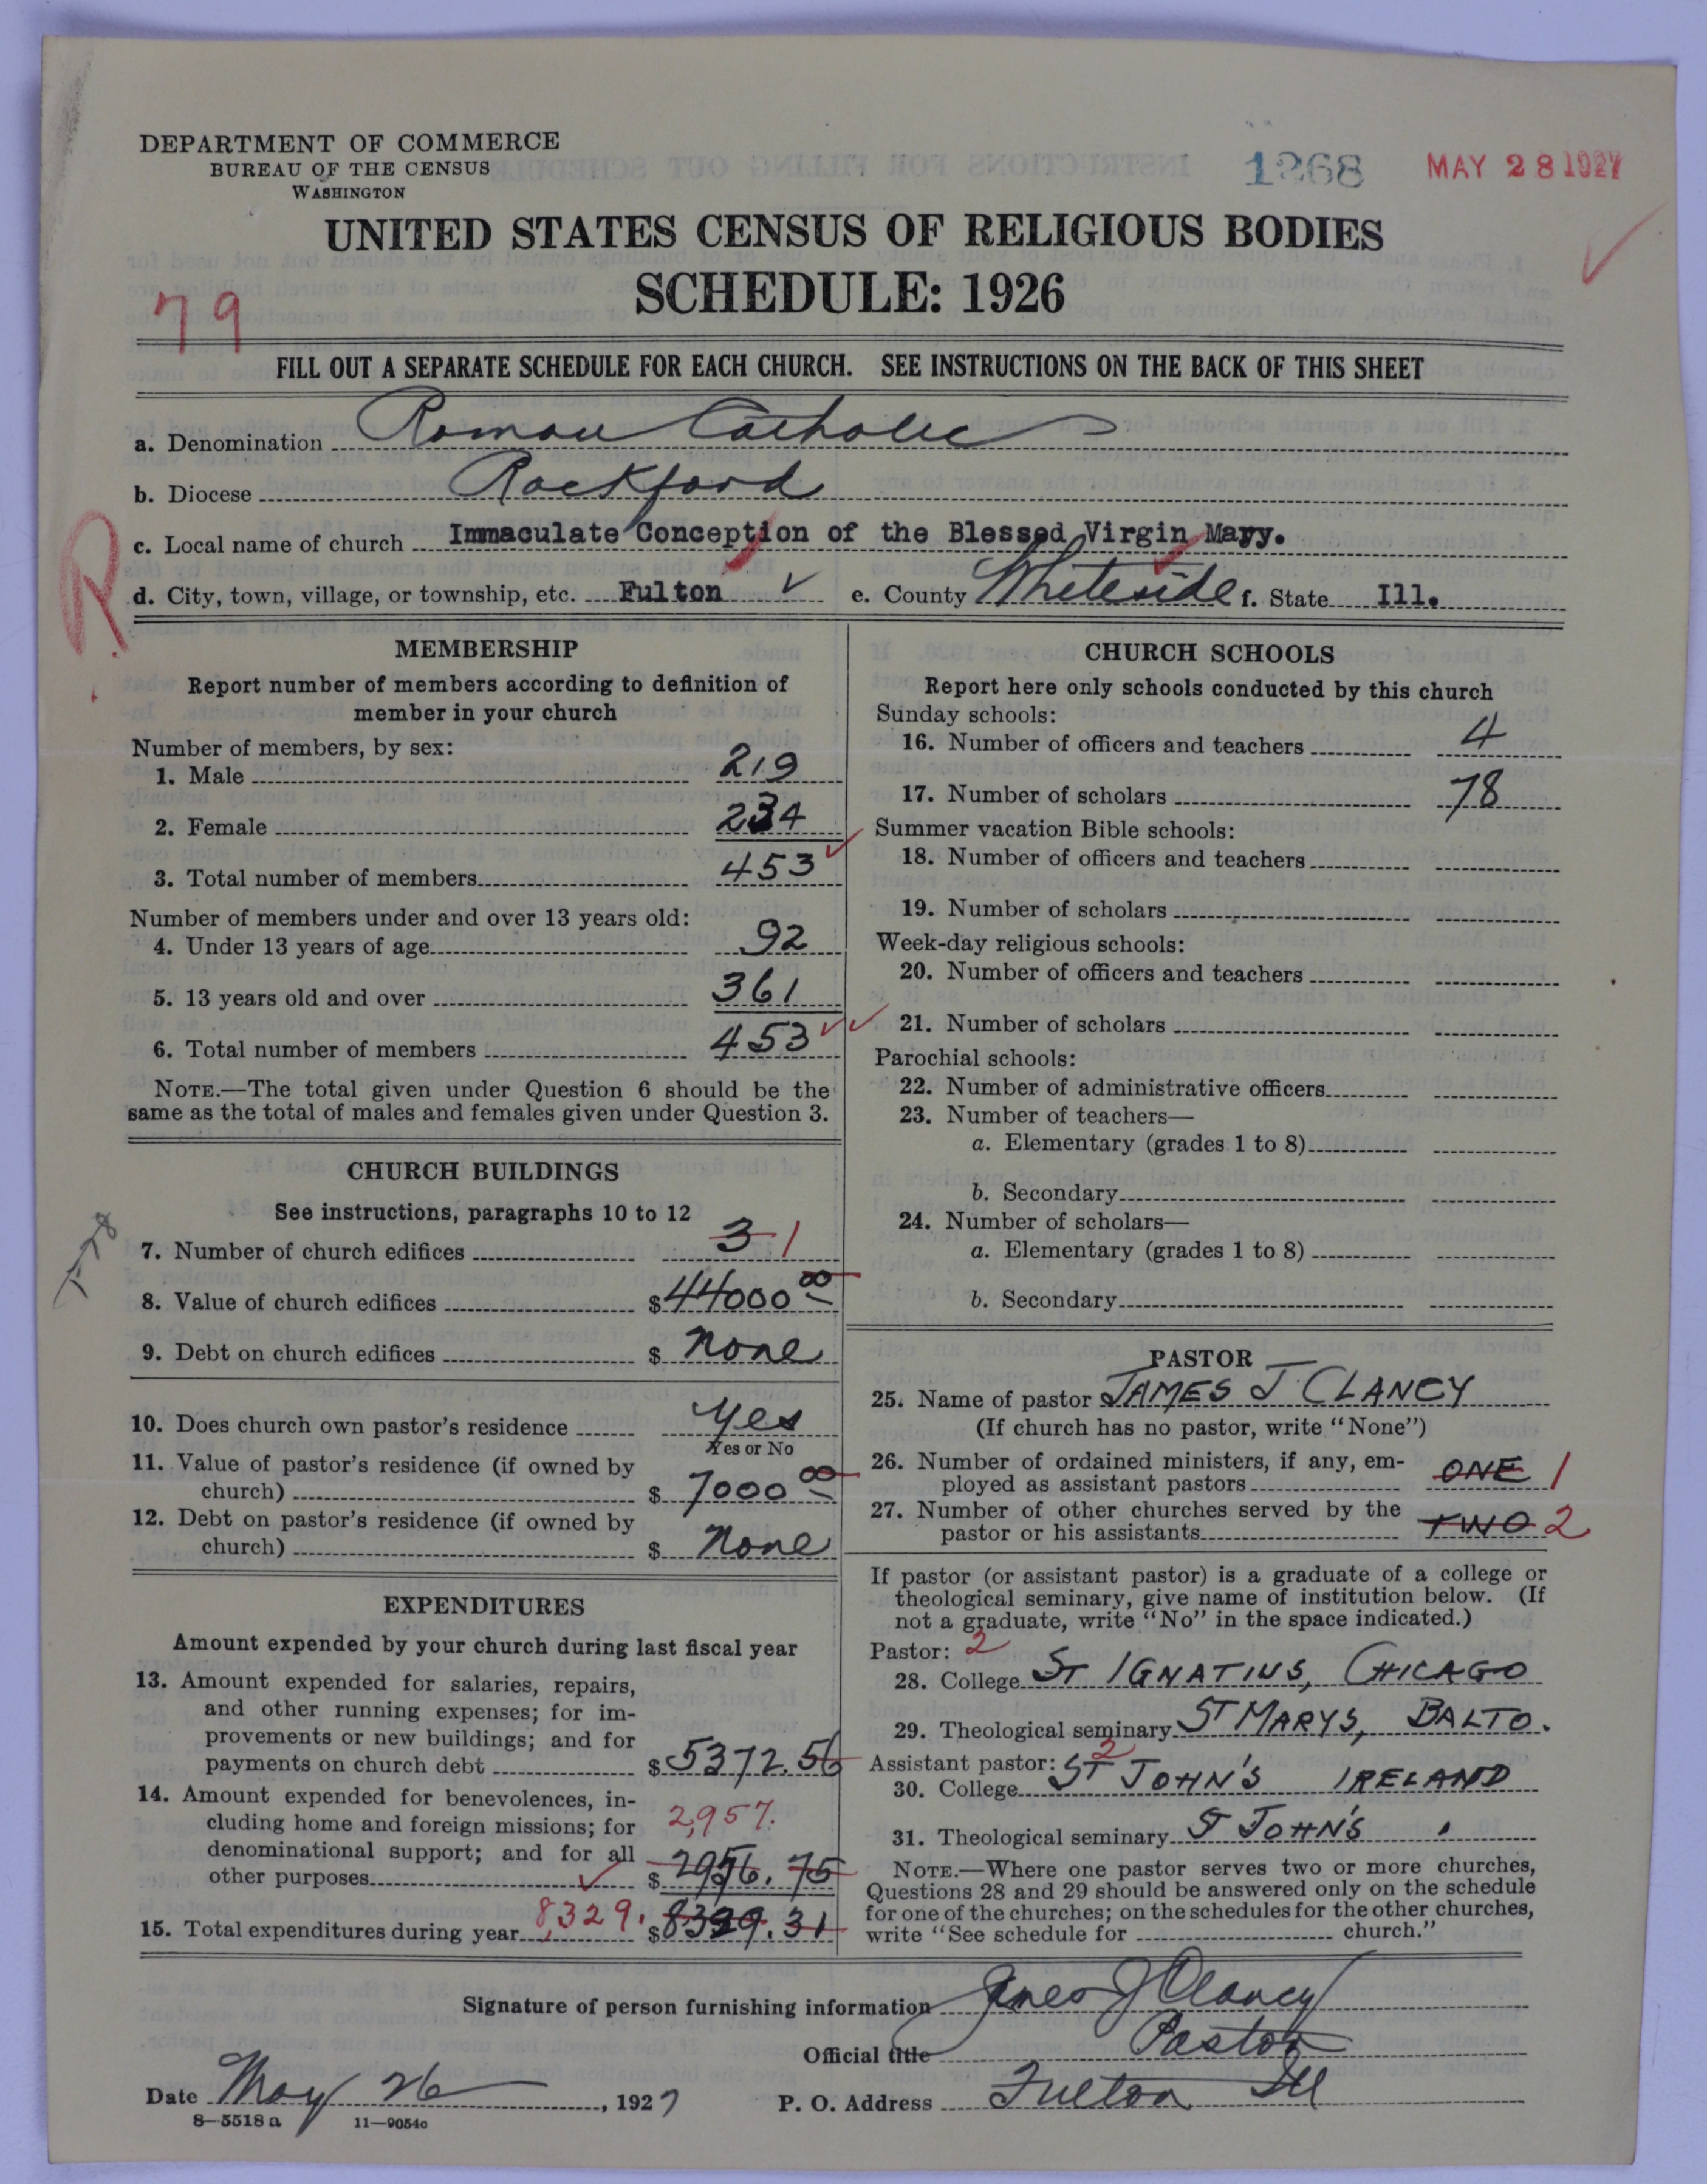 DEPARTMENT OF COMMERCE
BUREAU OF THE CENSUS
WASHINGTON
1268
MAY 28 1927
UNITED STATES CENSUS OF RELIGIOUS BODIES
SCHEDULE: 1926
79
FILL OUT A SEPARATE SCHEDULE FOR EACH CHURCH. SEE INSTRUCTIONS ON THE BACK OF THIS SHEET
a. Denomination Roman Catholic
b. Diocese Rockford
R
c. Local name of church Immaculate Conception of the Blessed Virgin Mary.
d. City, town, village, or township, etc. Fulton e. County Whiteside f. State Ill.
MEMBERSHIP
Report number of members according to definition of
member in your church
Number of members, by sex:
1. Male 219
2. Female 234
3. Total number of members 453
Number of members under and over 13 years old:
4. Under 13 years of age 92
5. 13 years old and over 361
6. Total number of members 453
NOTE.—The total given under Question 6 should be the
same as the total of males and females given under Question 3.
CHURCH BUILDINGS
See instructions, paragraphs 10 to 12
7. Number of church edifices 3 1
8. Value of church edifices $ 44000 00
9. Debt on church edifices $ none
10. Does church own pastor's residence yes
Yes or No
11. Value of pastor's residence (if owned by
church) $ 7000 00
12. Debt on pastor's residence (if owned by
church) $ none
EXPENDITURES
Amount expended by your church during last fiscal year
13. Amount expended for salaries, repairs,
and other running expenses; for im-
provements or new buildings; and for
payments on church debt $ 5372.56
14. Amount expended for benevolences, in-
cluding home and foreign missions; for 2,957.
denominational support; and for all
other purposes $ 2956.75
15. Total expenditures during year 8,329. $ 8329.31
CHURCH SCHOOLS
Report here only schools conducted by this church
Sunday schools:
16. Number of officers and teachers 4
17. Number of scholars 78
Summer vacation Bible schools:
18. Number of officers and teachers
19. Number of scholars
Week-day religious schools:
20. Number of officers and teachers
21. Number of scholars
Parochial schools:
22. Number of administrative officers
23. Number of teachers—
a. Elementary (grades 1 to 8)
b. Secondary
24. Number of scholars—
a. Elementary (grades 1 to 8)
b. Secondary
PASTOR
25. Name of pastor JAMES J. CLANCY
(If church has no pastor, write "None")
26. Number of ordained ministers, if any, em-
ployed as assistant pastors ONE 1
27. Number of other churches served by the
pastor or his assistants TWO 2
If pastor (or assistant pastor) is a graduate of a college or
theological seminary, give name of institution below. (If
not a graduate, write "No" in the space indicated.)
Pastor: 2
28. College ST IGNATIUS, CHICAGO
29. Theological seminary ST MARYS, BALTO.
Assistant pastor: 2
30. College ST JOHN'S IRELAND
31. Theological seminary ST JOHN'S "
NOTE.—Where one pastor serves two or more churches,
Questions 28 and 29 should be answered only on the schedule
for one of the churches; on the schedules for the other churches,
write "See schedule for church."
Signature of person furnishing information James J Clancy
Official title Pastor
Date May 26, 1927 P. O. Address Fulton Ill
8—5518 a 11—9054c